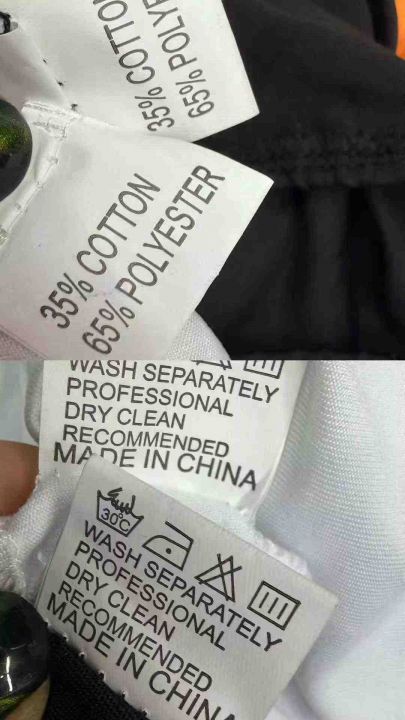 35% COTTON
65% POLYE
35% COTTON
65% POLYESTER
WASH SEPARATELY
PROFESSIONAL
DRY CLEAN
RECOMMENDED
MADE IN CHINA
30°C
WASH SEPARATELY
PROFESSIONAL
DRY CLEAN
RECOMMENDED
MADE IN CHINA